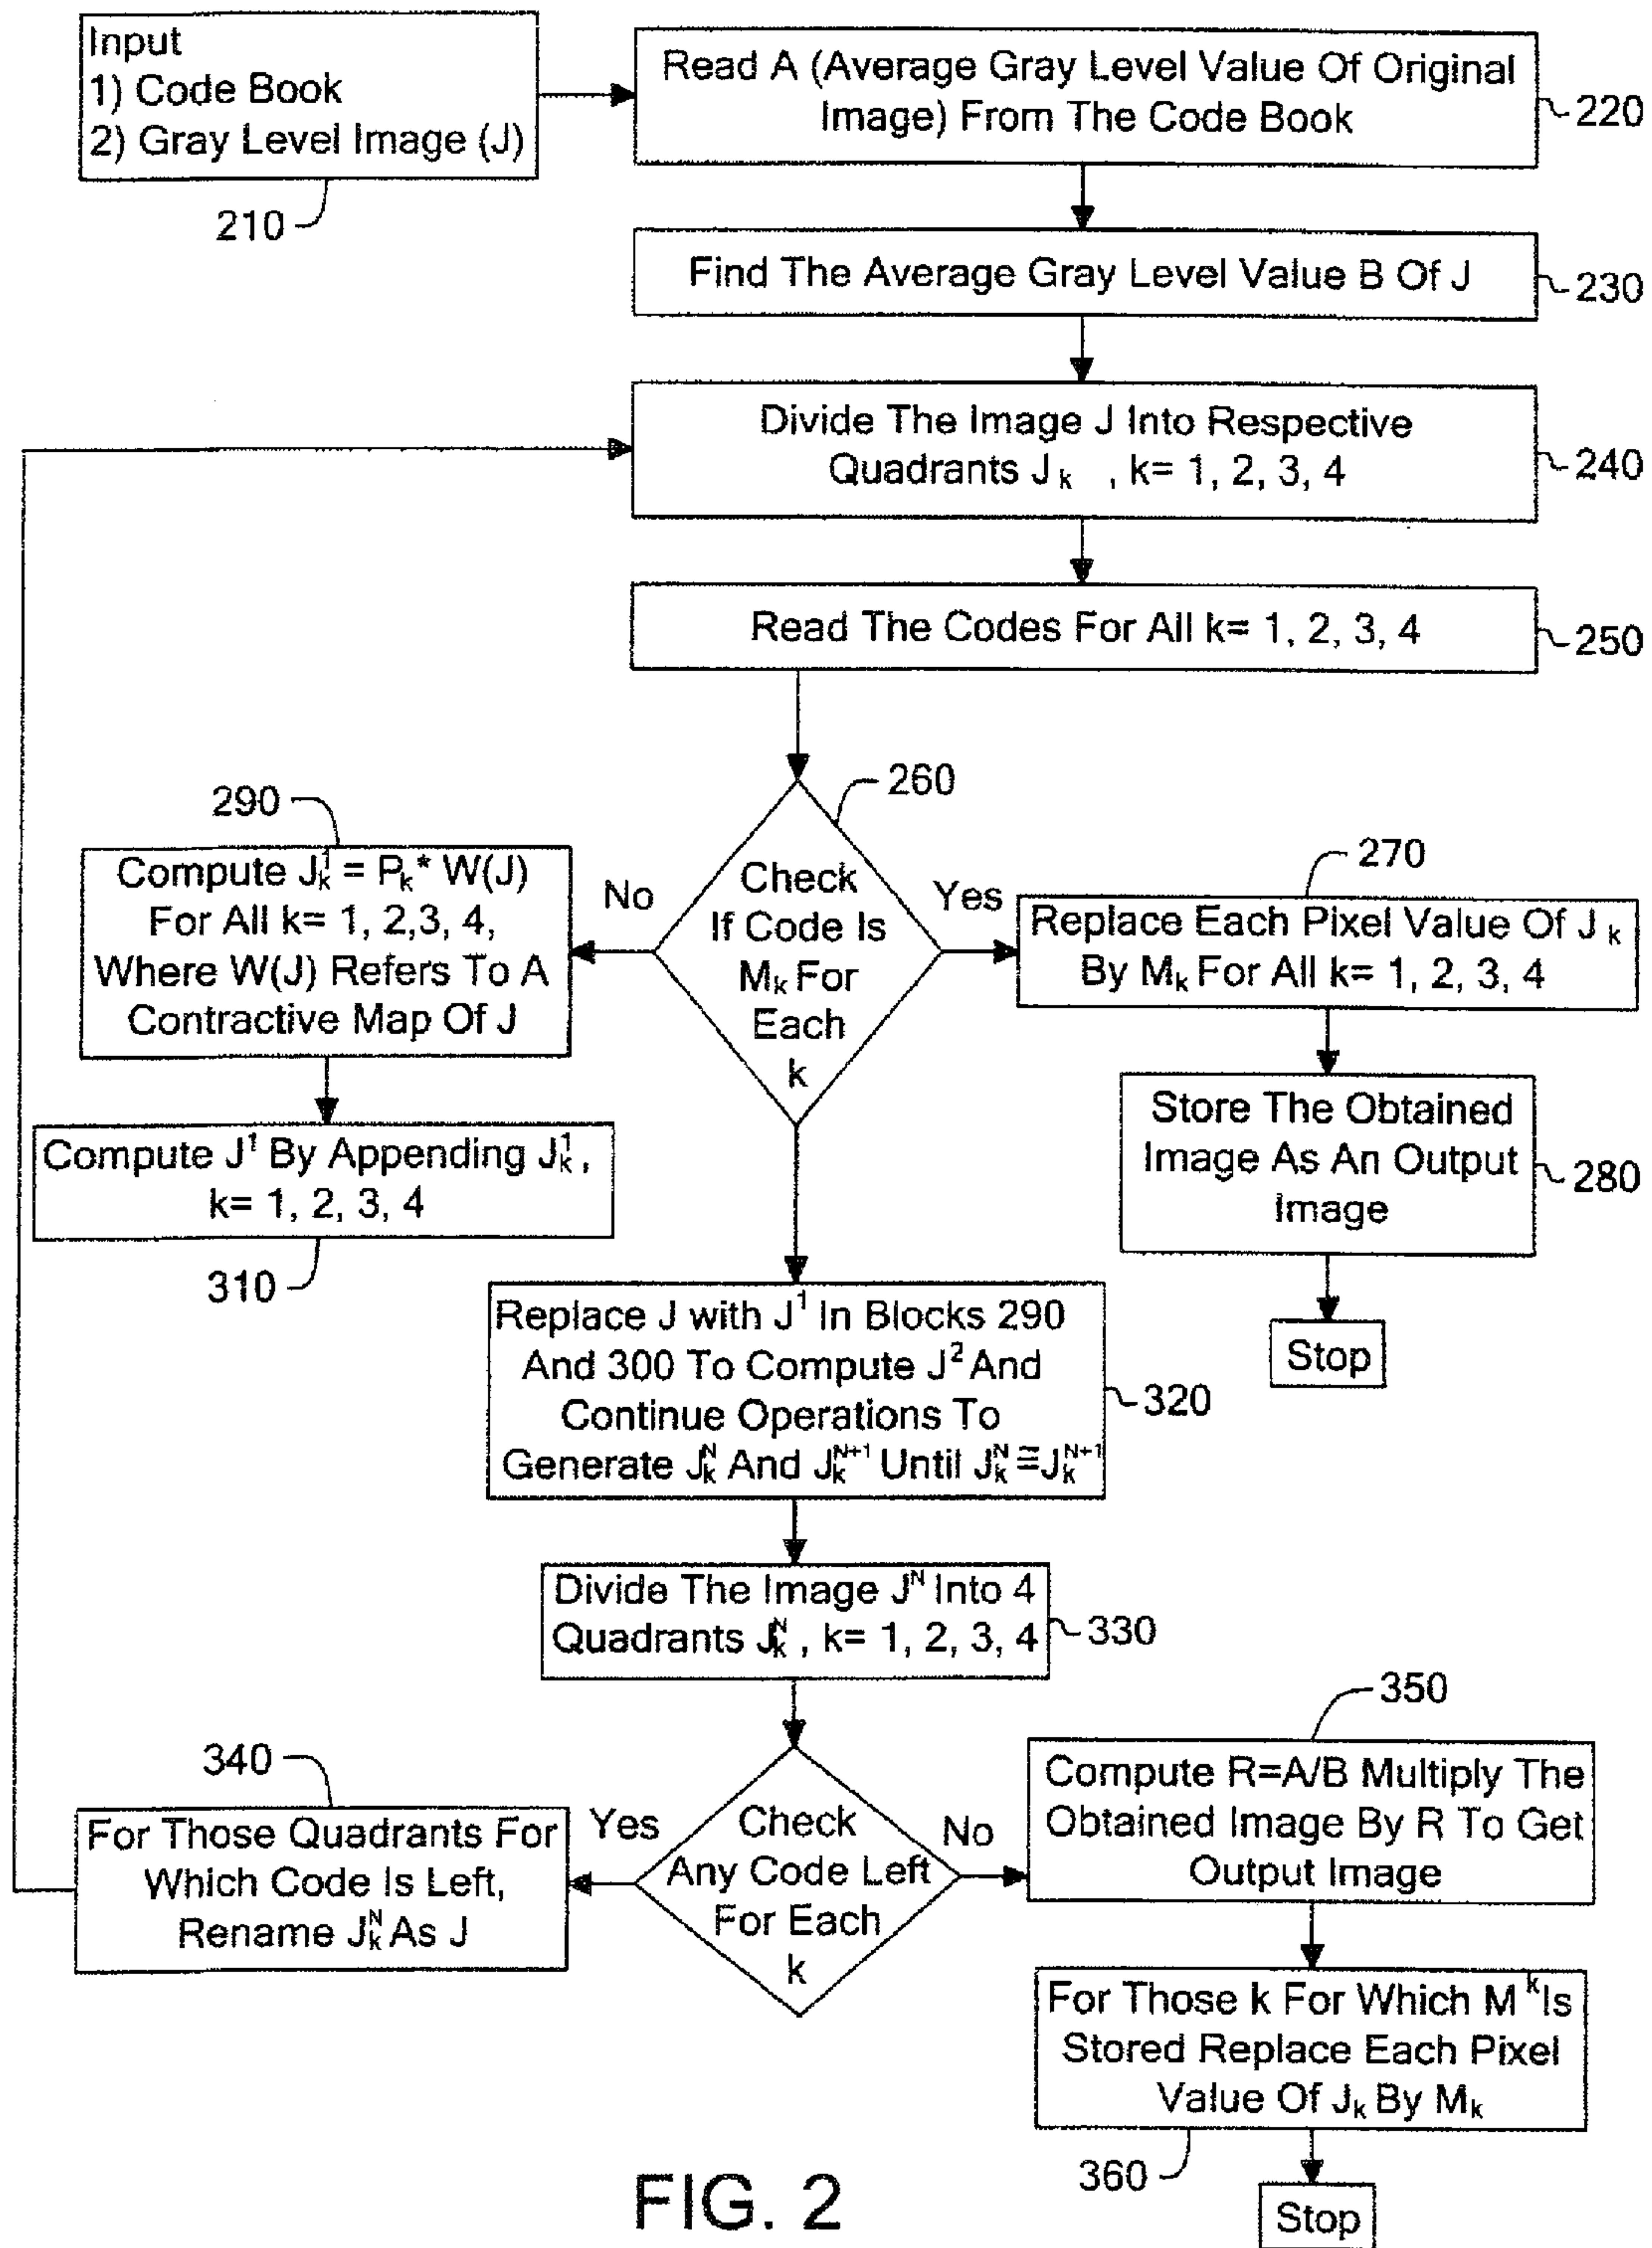 Input
1) Code Book
2) Gray Level Image (J)
210
Read A (Average Gray Level Value Of Original
Image) From The Code Book
220
Find The Average Gray Level Value B Of J
230
Divide The Image J Into Respective
Quadrants J k , k= 1, 2, 3, 4
240
Read The Codes For All k= 1, 2, 3, 4
250
260
Check
If Code Is
Mk For
Each
k
No
Yes
290
Compute J¹k = Pk* W(J)
For All k= 1, 2,3, 4,
Where W(J) Refers To A
Contractive Map Of J
Compute J¹ By Appending J¹k ,
k= 1, 2, 3, 4
310
270
Replace Each Pixel Value Of J k
By Mk For All k= 1, 2, 3, 4
Store The Obtained
Image As An Output
Image
280
Stop
Replace J with J¹ In Blocks 290
And 300 To Compute J² And
Continue Operations To
Generate Jᴺk And Jᴺ⁺¹k Until Jᴺk ≅ Jᴺ⁺¹k
320
Divide The Image Jᴺ Into 4
Quadrants Jᴺk , k= 1, 2, 3, 4
330
Check
Any Code Left
For Each
k
Yes
No
340
For Those Quadrants For
Which Code Is Left,
Rename Jᴺk As J
350
Compute R=A/B Multiply The
Obtained Image By R To Get
Output Image
For Those k For Which Mᵏ Is
Stored Replace Each Pixel
Value Of Jk By Mk
360
Stop
FIG. 2